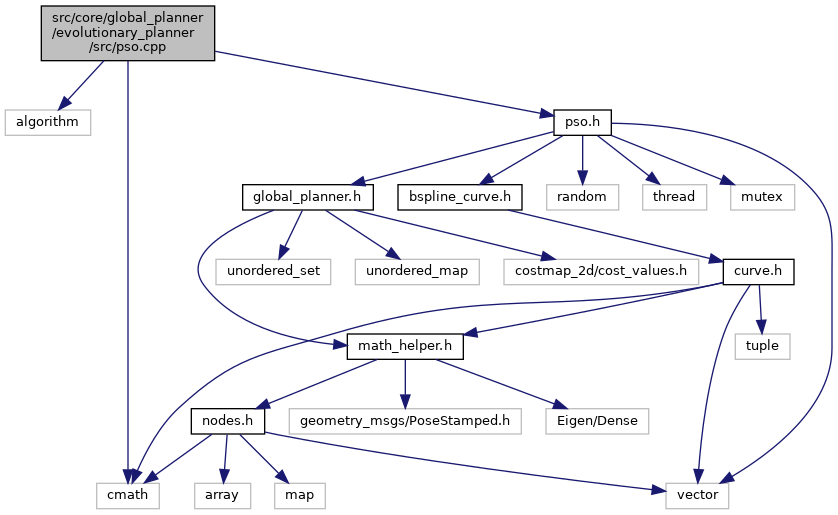 src/core/global_planner
/evolutionary_planner
/src/pso.cpp
algorithm
pso.h
global_planner.h
bspline_curve.h
random
thread
mutex
unordered_set
unordered_map
costmap_2d/cost_values.h
curve.h
math_helper.h
tuple
nodes.h
geometry_msgs/PoseStamped.h
Eigen/Dense
cmath
array
map
vector